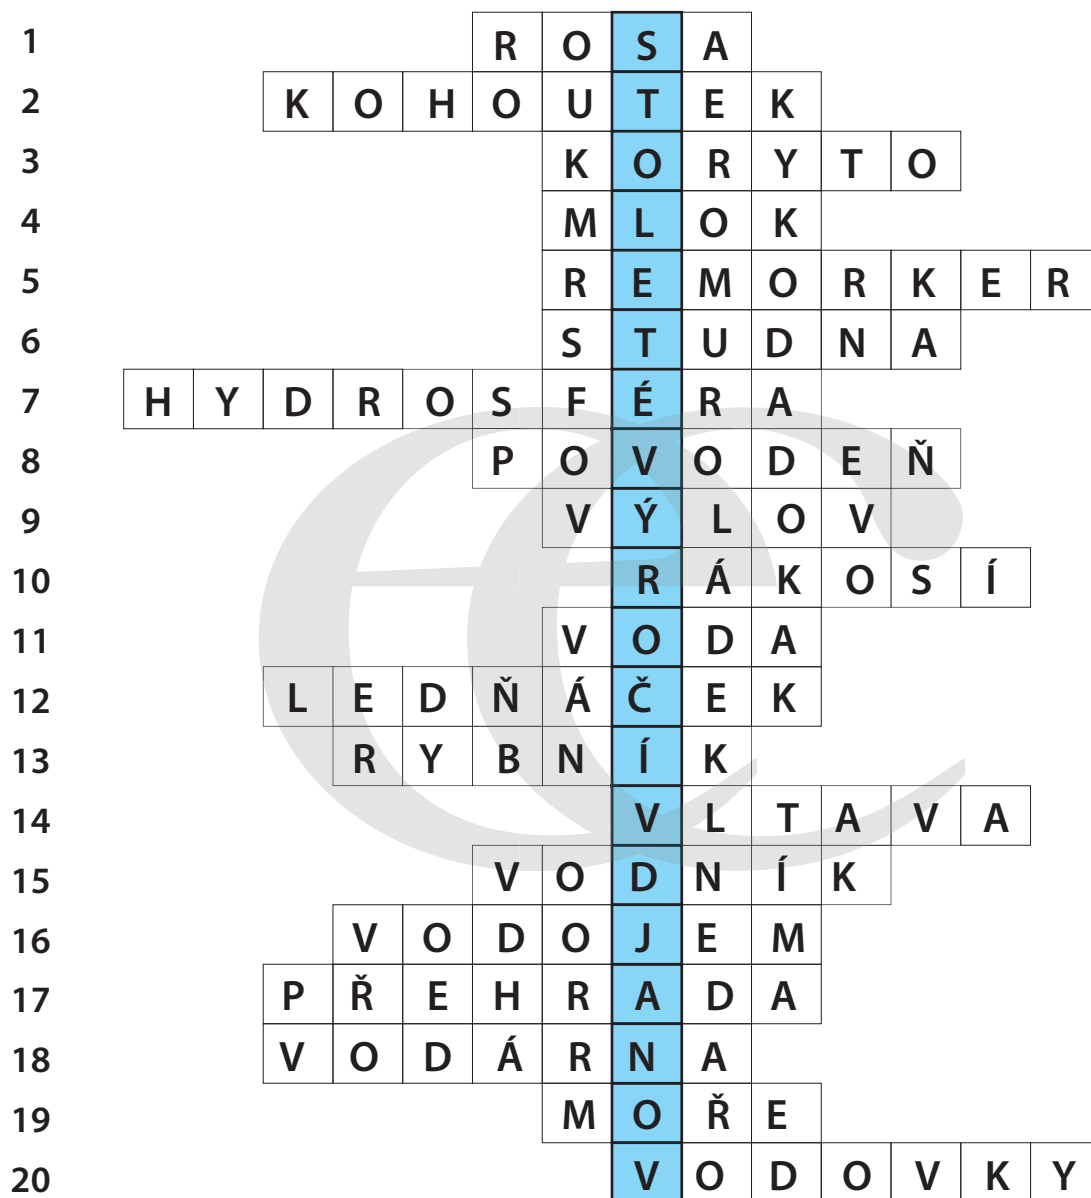 1 ROSA
2 KOHOUTEK
3 KORYTO
4 MLOK
5 REMORKER
6 STUDNA
7 HYDROSFÉRA
8 POVODEŇ
9 VÝLOV
10 RÁKOSÍ
11 VODA
12 LEDŇÁČEK
13 RYBNÍK
14 VLTAVA
15 VODNÍK
16 VODOJEM
17 PŘEHRADA
18 VODÁRNA
19 MOŘE
20 VODOVKY